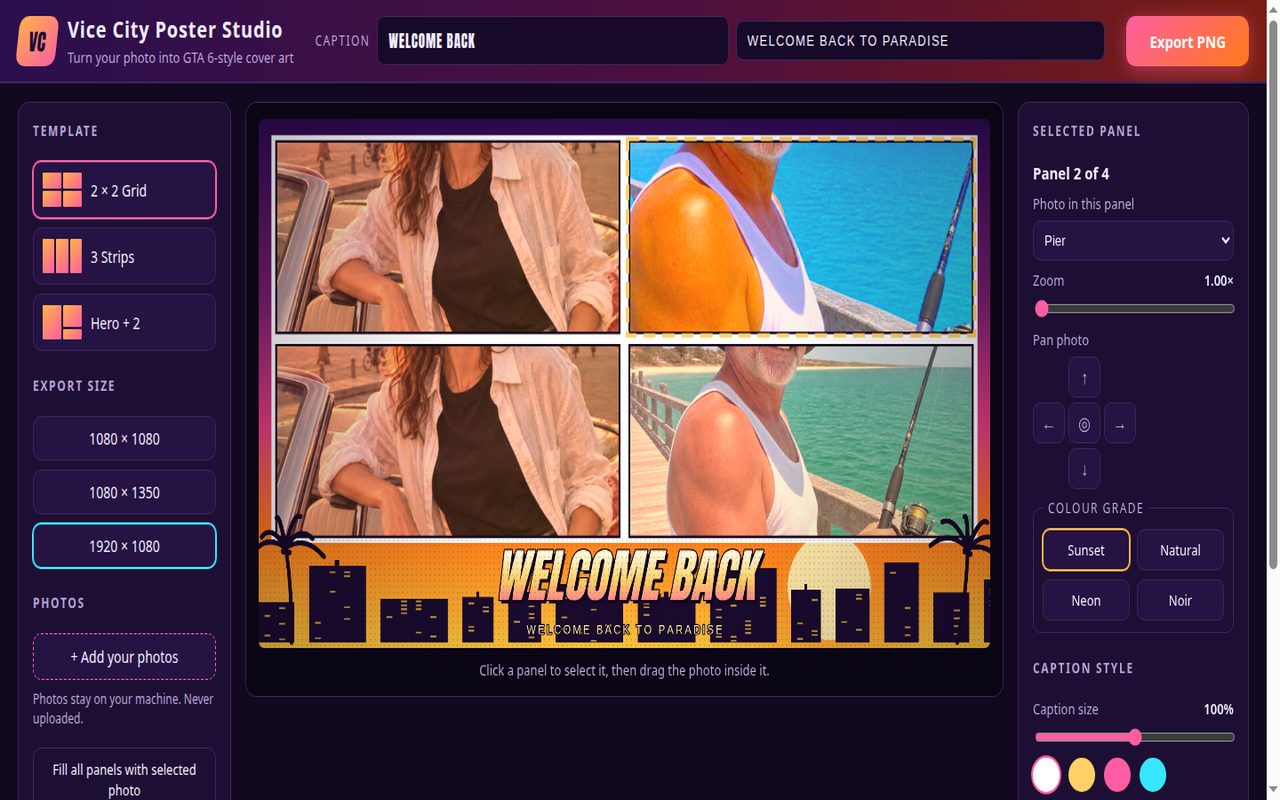 VC
Vice City Poster Studio
Turn your photo into GTA 6-style cover art
CAPTION
WELCOME BACK
WELCOME BACK TO PARADISE
Export PNG
TEMPLATE
2 × 2 Grid
3 Strips
Hero + 2
EXPORT SIZE
1080 × 1080
1080 × 1350
1920 × 1080
PHOTOS
+ Add your photos
Photos stay on your machine. Never
uploaded.
Fill all panels with selected
photo
WELCOME BACK
WELCOME BACK TO PARADISE
Click a panel to select it, then drag the photo inside it.
SELECTED PANEL
Panel 2 of 4
Photo in this panel
Pier
Zoom 1.00×
Pan photo
↑
← ◎ →
↓
COLOUR GRADE
Sunset Natural
Neon Noir
CAPTION STYLE
Caption size 100%